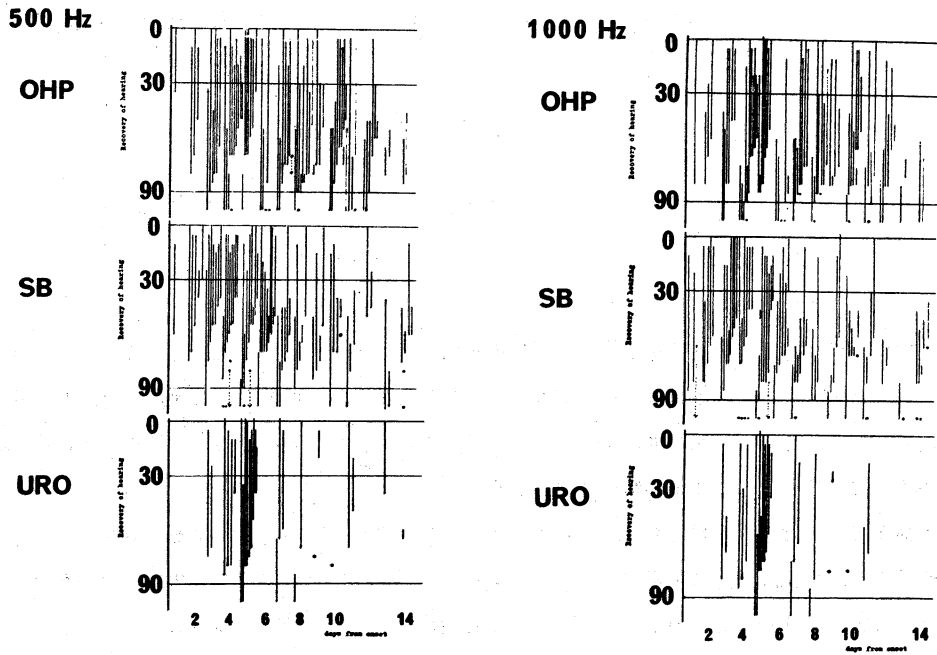 500 Hz
OHP
0
30
90
Recovery of hearing
SB
0
30
90
Recovery of hearing
URO
0
30
90
Recovery of hearing
2 4 6 8 10 14
days from onset
1000 Hz
OHP
0
30
90
Recovery of hearing
SB
0
30
90
Recovery of hearing
URO
0
30
90
Recovery of hearing
2 4 6 8 10 14
days from onset